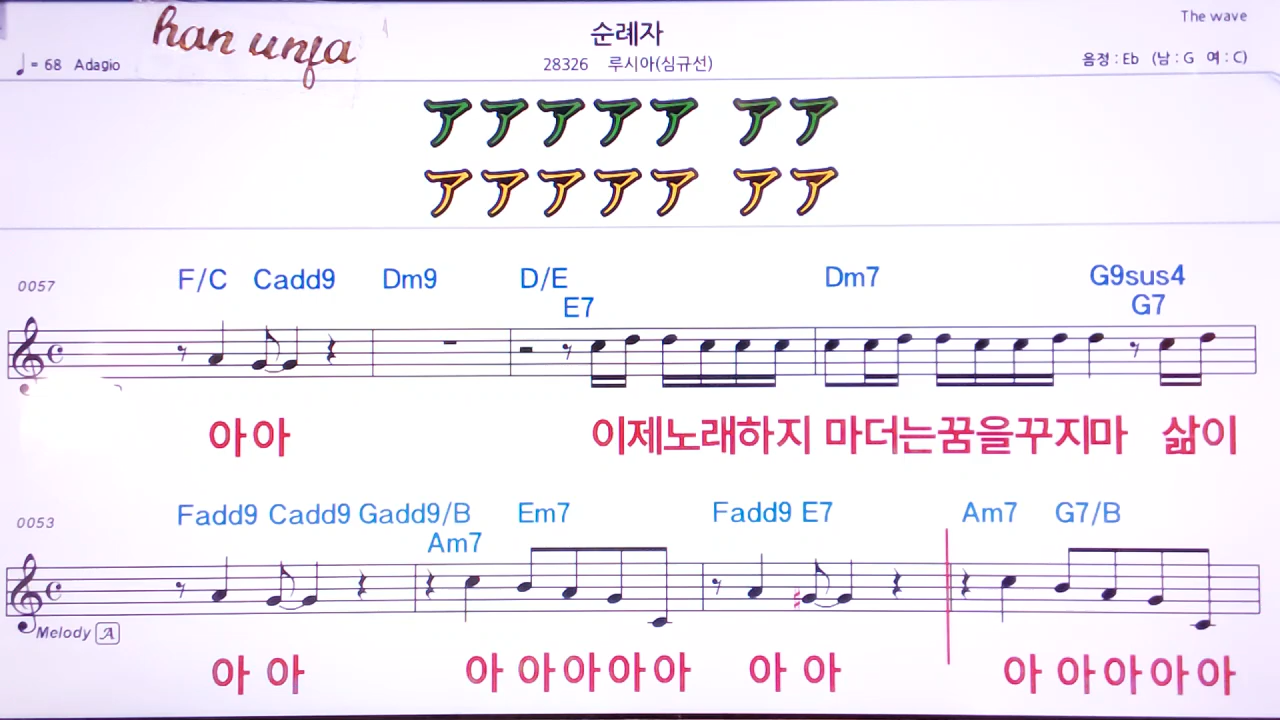 The wave
han unfa
순례자
♩= 68 Adagio
28326 루시아(심규선)
음정 : Eb (남 : G 여 : C)
アアアアア アア
アアアアア アア
0057
F/C Cadd9 Dm9 D/E Dm7 G9sus4
E7 G7
아아 이제노래하지 마더는꿈을꾸지마 삶이
0053
Fadd9 Cadd9 Gadd9/B Em7 Fadd9 E7 Am7 G7/B
Am7
Melody A
아 아 아 아아아아 아 아 아 아아아아